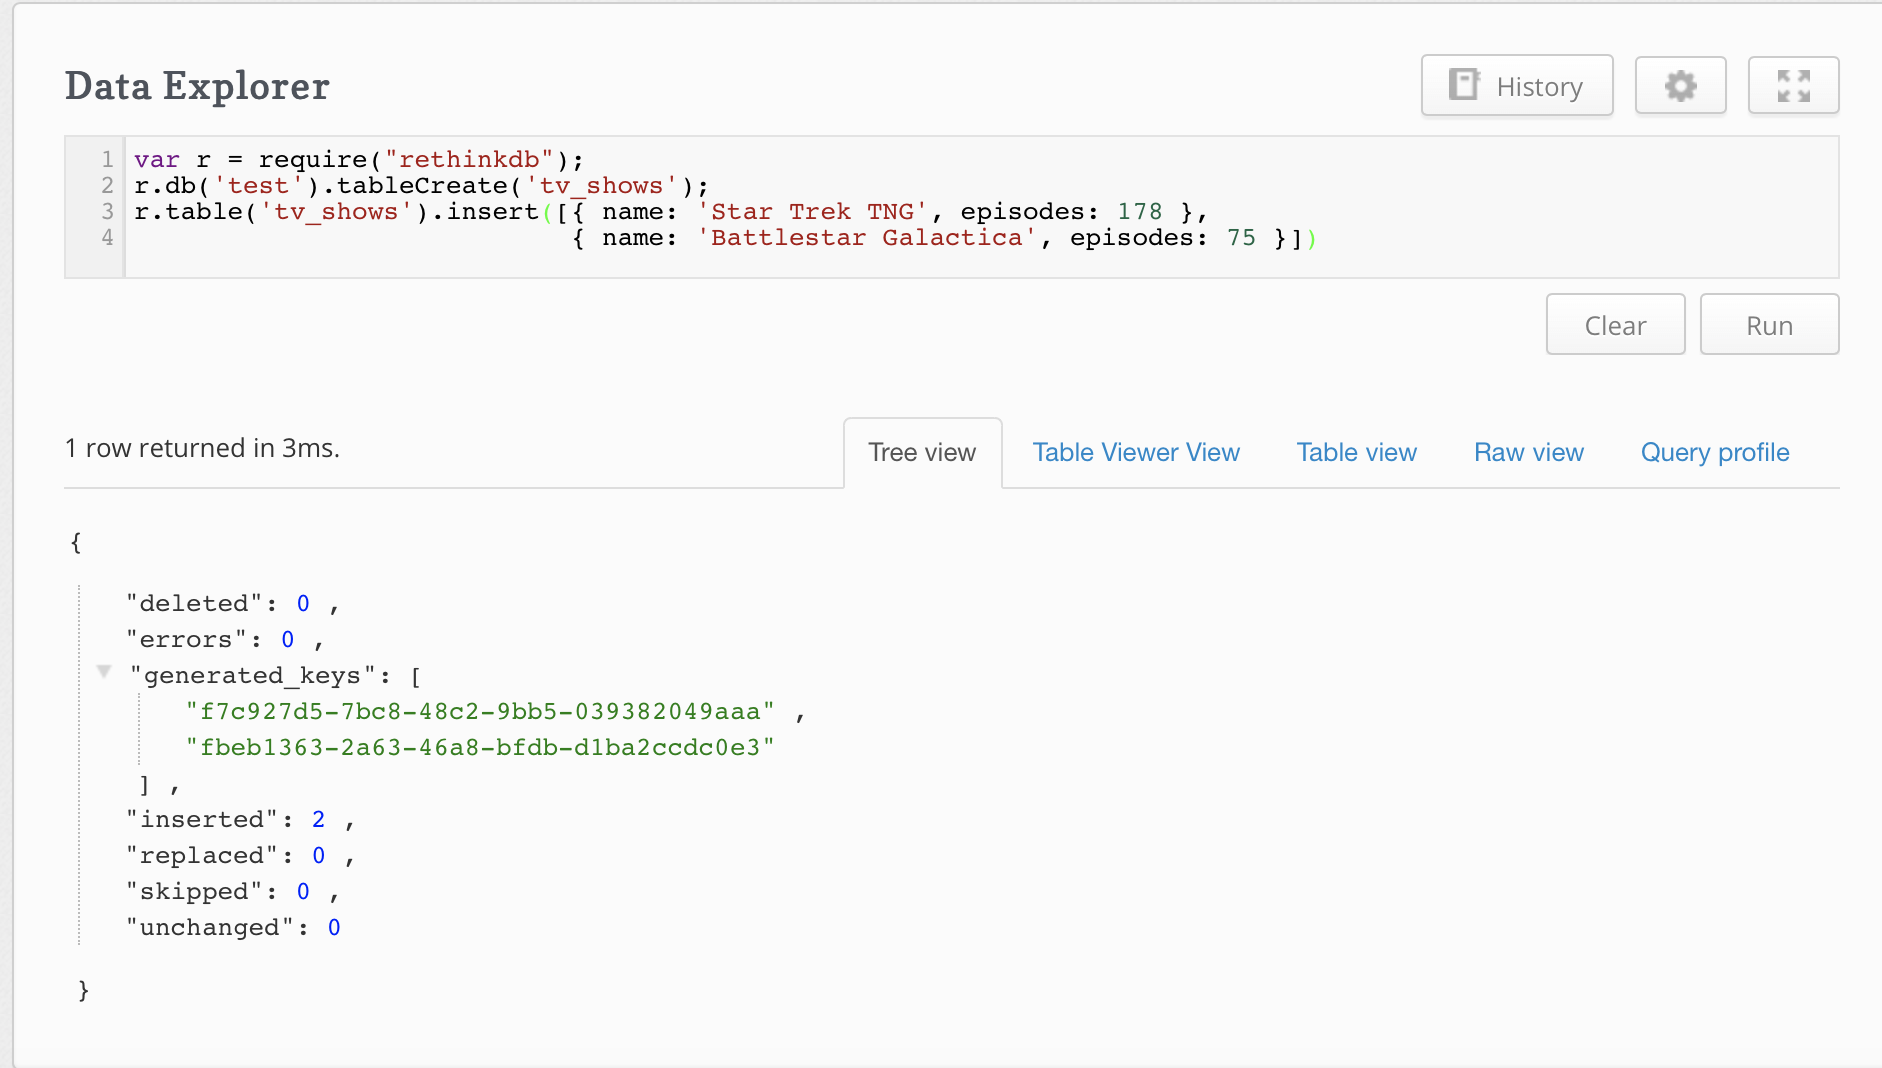 Data Explorer
History
1 var r = require("rethinkdb");
2 r.db('test').tableCreate('tv_shows');
3 r.table('tv_shows').insert([{ name: 'Star Trek TNG', episodes: 178 },
4                             { name: 'Battlestar Galactica', episodes: 75 }])
Clear
Run
1 row returned in 3ms.
Tree view
Table Viewer View
Table view
Raw view
Query profile
{
"deleted": 0 ,
"errors": 0 ,
"generated_keys": [
"f7c927d5-7bc8-48c2-9bb5-039382049aaa" ,
"fbeb1363-2a63-46a8-bfdb-d1ba2ccdc0e3"
] ,
"inserted": 2 ,
"replaced": 0 ,
"skipped": 0 ,
"unchanged": 0
}